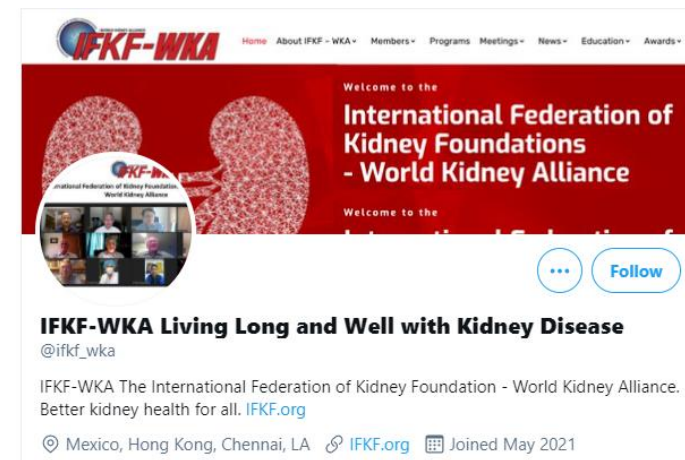 WORLD KIDNEY ALLIANCE
IFKF-WKA
Home About IFKF - WKA Members Programs Meetings News Education Awards
Welcome to the
International Federation of
Kidney Foundations
- World Kidney Alliance
Welcome to the
IFKF-WKA
International Federation of Kidney Foundation
World Kidney Alliance
Follow
IFKF-WKA Living Long and Well with Kidney Disease
@ifkf_wka
IFKF-WKA The International Federation of Kidney Foundation - World Kidney Alliance.
Better kidney health for all. IFKF.org
Mexico, Hong Kong, Chennai, LA IFKF.org Joined May 2021